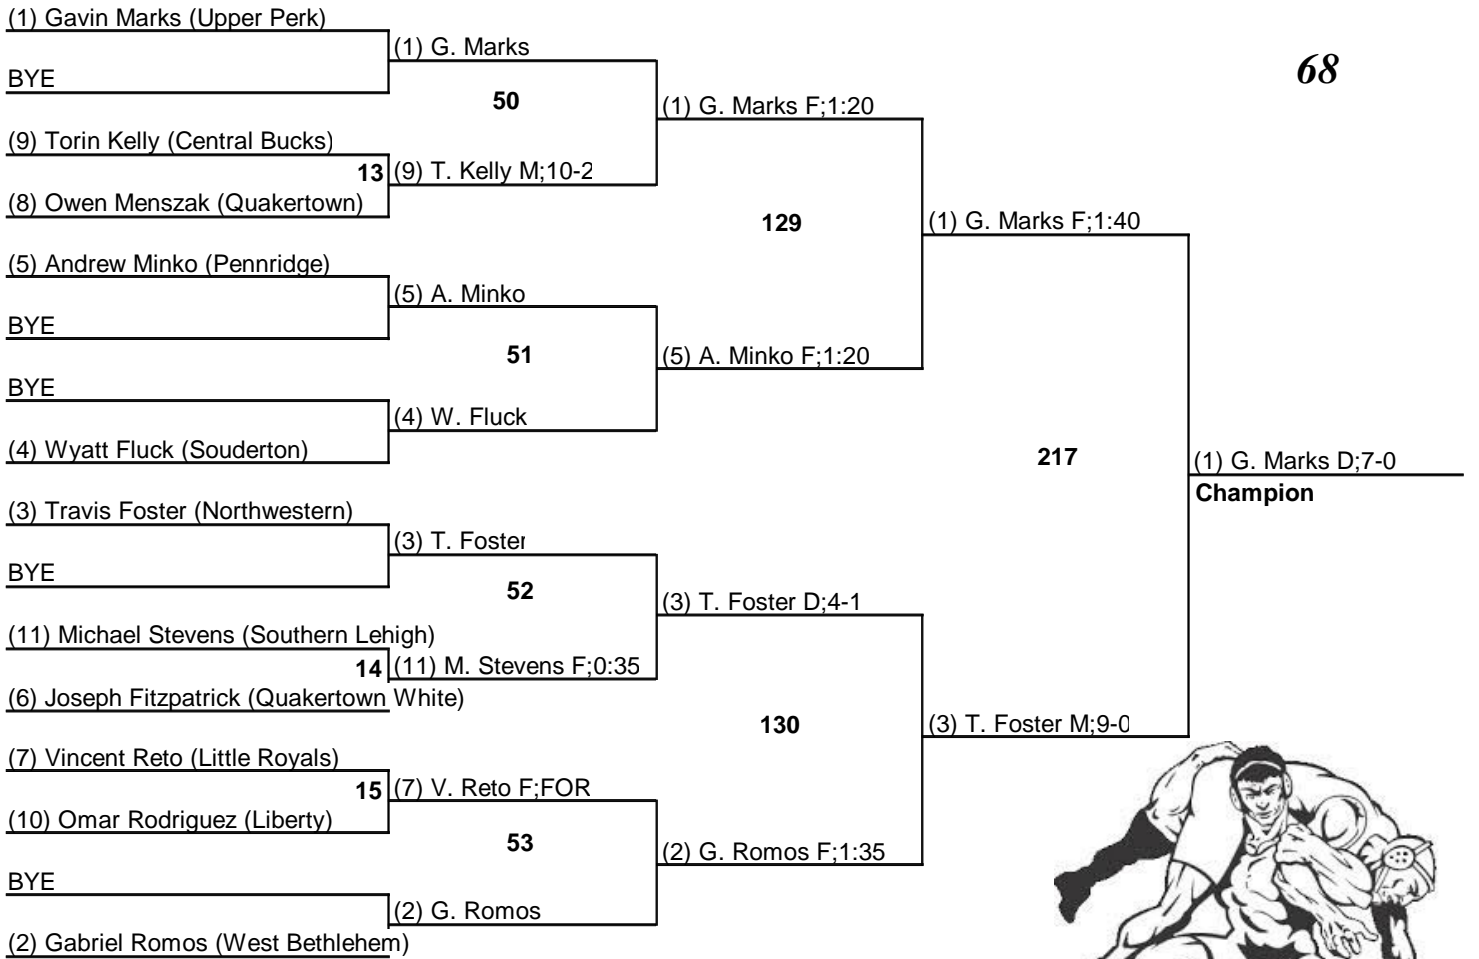 (1) Gavin Marks (Upper Perk)
(1) G. Marks
68
BYE
50
(1) G. Marks F;1:20
(9) Torin Kelly (Central Bucks)
13
(9) T. Kelly M;10-2
(8) Owen Menszak (Quakertown)
129
(1) G. Marks F;1:40
(5) Andrew Minko (Pennridge)
(5) A. Minko
BYE
51
(5) A. Minko F;1:20
BYE
(4) W. Fluck
(4) Wyatt Fluck (Souderton)
217
(1) G. Marks D;7-0
Champion
(3) Travis Foster (Northwestern)
(3) T. Foster
BYE
52
(3) T. Foster D;4-1
(11) Michael Stevens (Southern Lehigh)
14
(11) M. Stevens F;0:35
(6) Joseph Fitzpatrick (Quakertown White)
130
(3) T. Foster M;9-0
(7) Vincent Reto (Little Royals)
15
(7) V. Reto F;FOR
(10) Omar Rodriguez (Liberty)
53
(2) G. Romos F;1:35
BYE
(2) G. Romos
(2) Gabriel Romos (West Bethlehem)